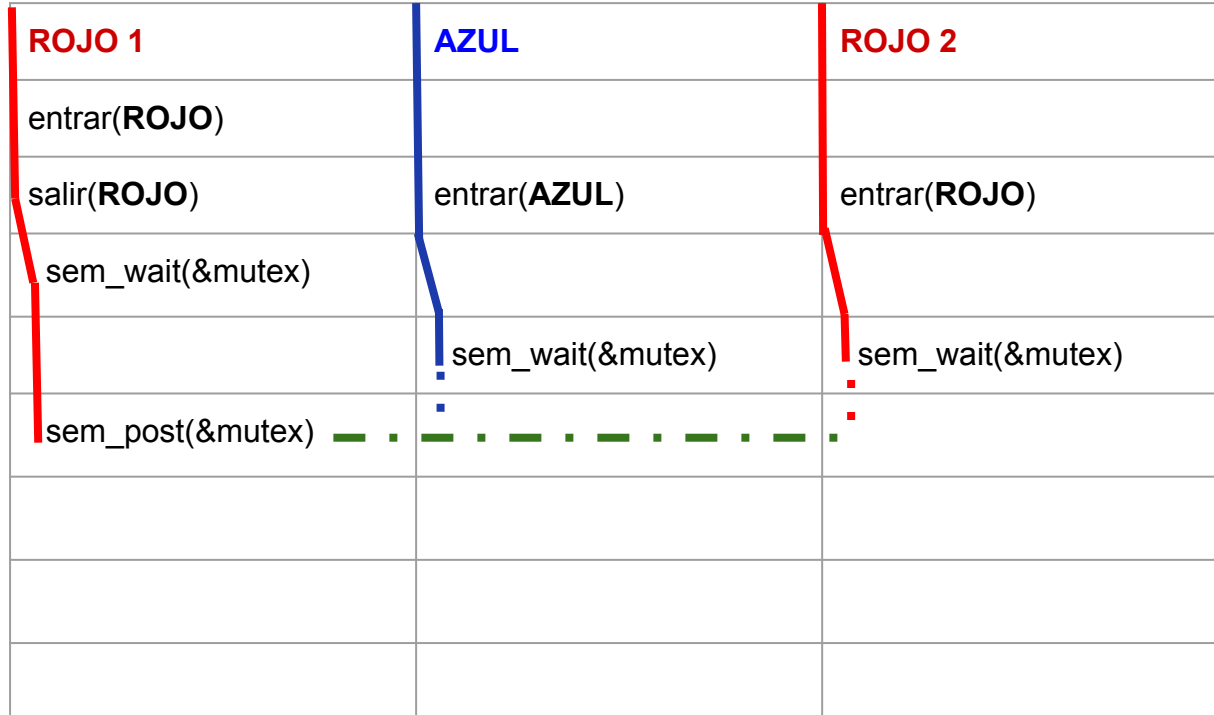 ROJO 1 AZUL ROJO 2
entrar(ROJO)
salir(ROJO) entrar(AZUL) entrar(ROJO)
sem_wait(&mutex)
sem_wait(&mutex) sem_wait(&mutex)
sem_post(&mutex)